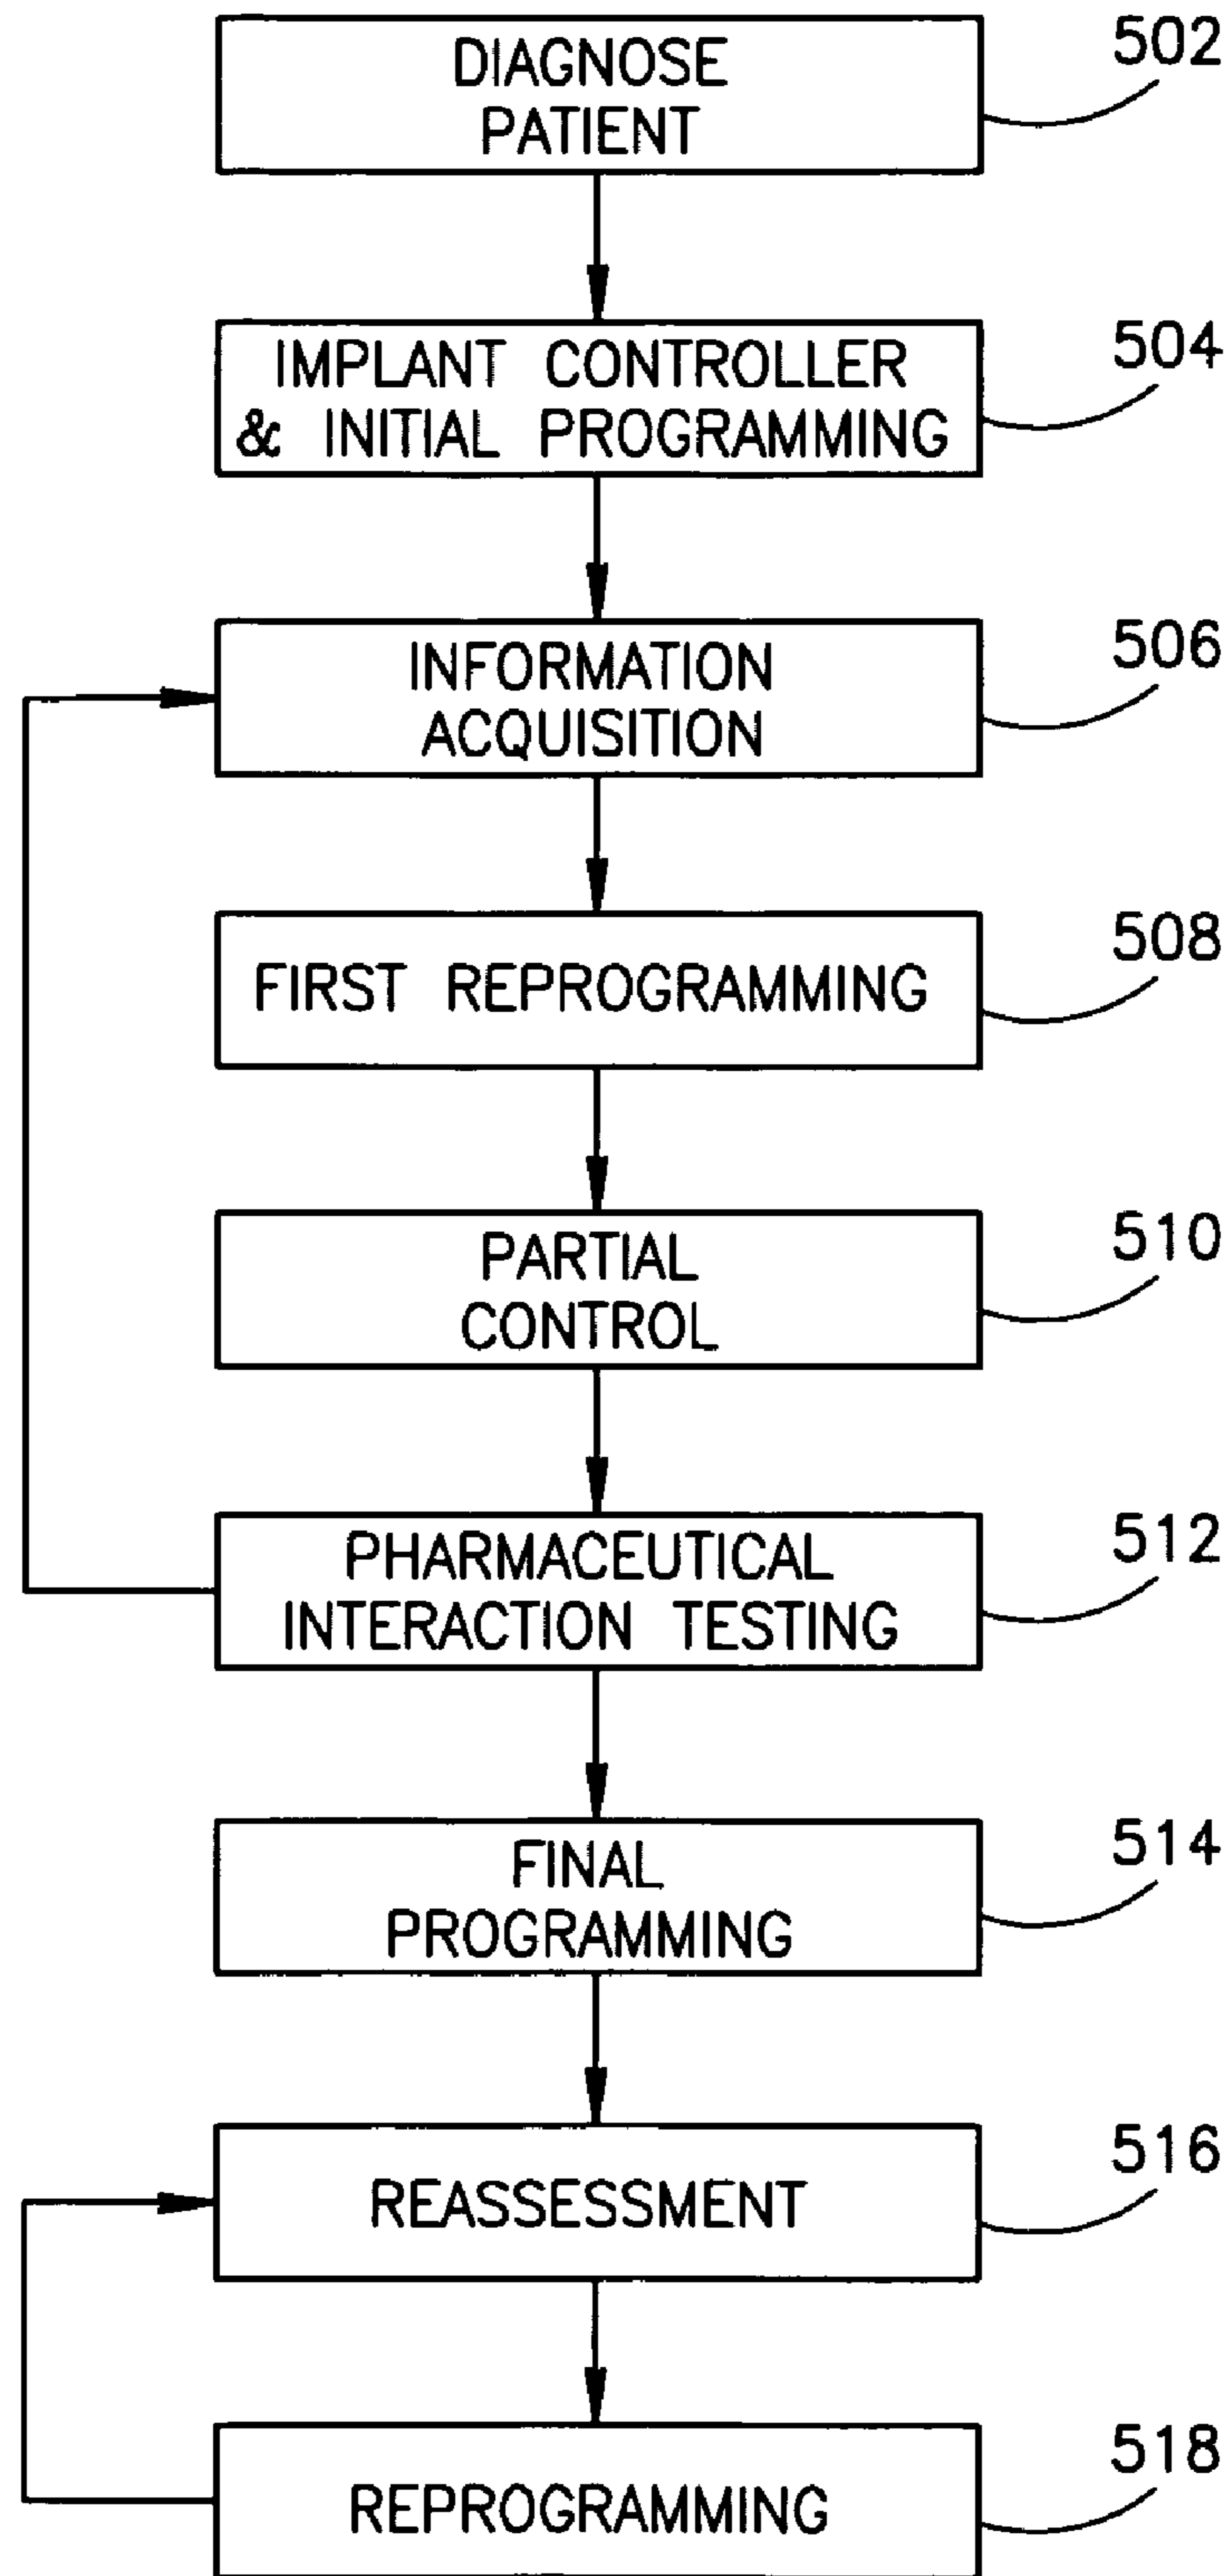 DIAGNOSE
PATIENT
502
IMPLANT CONTROLLER
& INITIAL PROGRAMMING
504
INFORMATION
ACQUISITION
506
FIRST REPROGRAMMING
508
PARTIAL
CONTROL
510
PHARMACEUTICAL
INTERACTION TESTING
512
FINAL
PROGRAMMING
514
REASSESSMENT
516
REPROGRAMMING
518